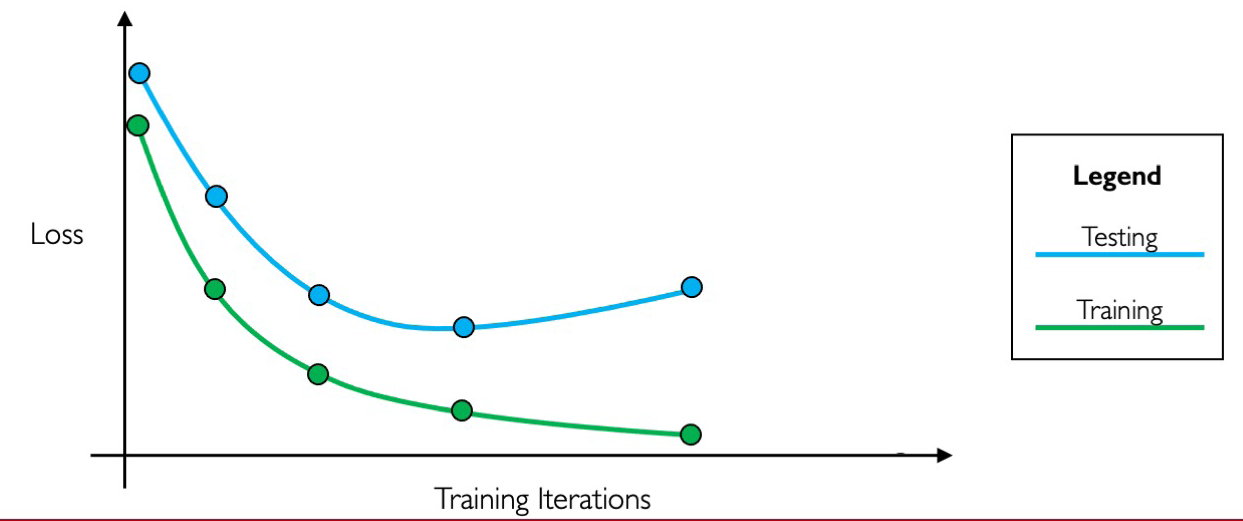 Loss
Training Iterations
Legend
Testing
Training